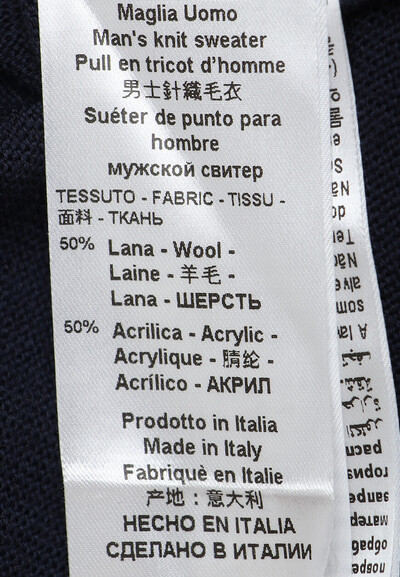 Maglia Uomo
Man's knit sweater
Pull en tricot d'homme
男士針織毛衣
Suéter de punto para
hombre
мужской свитер
TESSUTO - FABRIC - TISSU -
面料 - ТКАНЬ
50% Lana - Wool -
Laine - 羊毛 -
Lana - ШЕРСТЬ
50% Acrilica - Acrylic -
Acrylique - 腈纶 -
Acrílico - АКРИЛ
Prodotto in Italia
Made in Italy
Fabriquè en Italie
产地：意大利
HECHO EN ITALIA
СДЕЛАНО В ИТАЛИИ